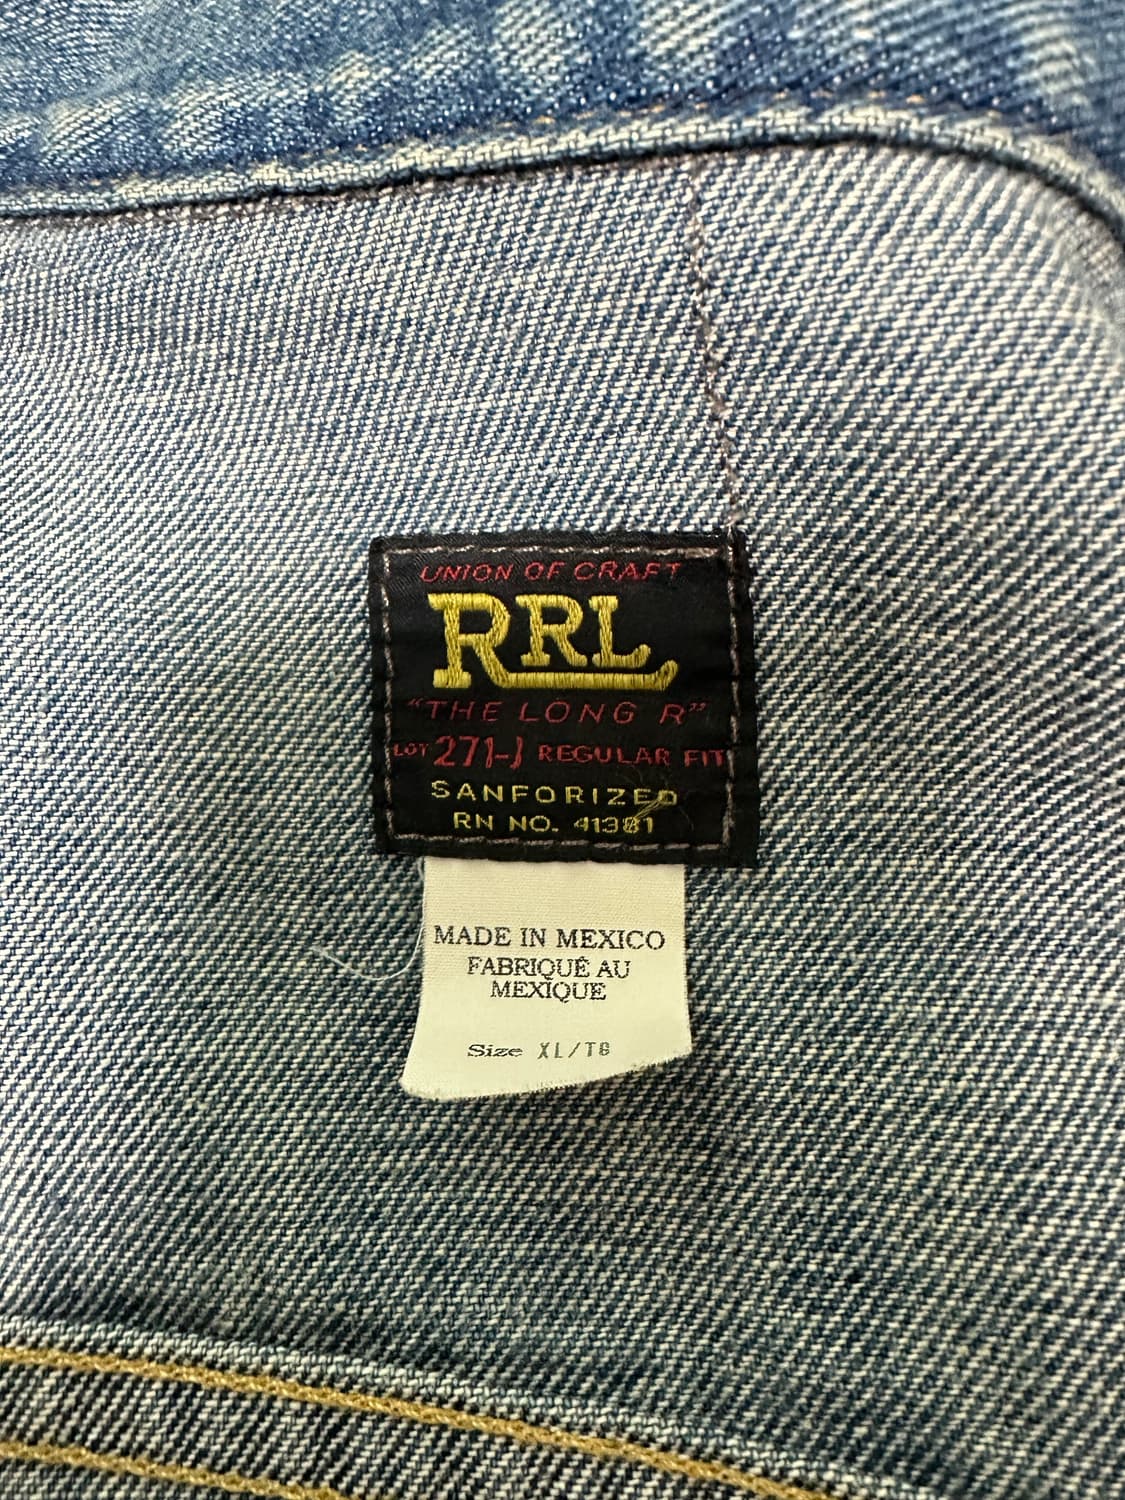 UNION OF CRAFT
RRL
"THE LONG R"
LOT 271-J REGULAR FIT
SANFORIZED
RN NO. 41381
MADE IN MEXICO
FABRIQUÉ AU
MEXIQUE
Size XL/TG